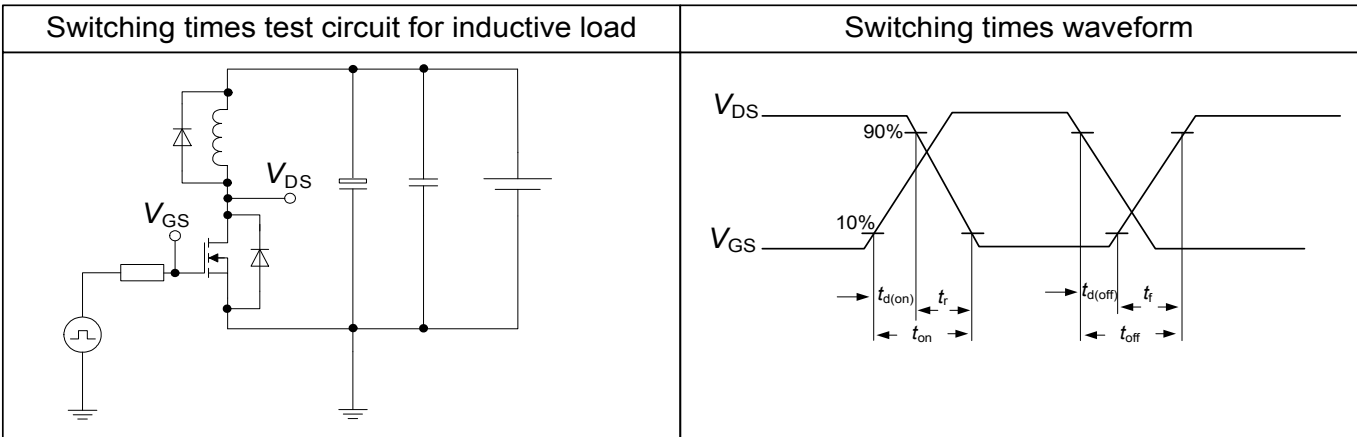 Switching times test circuit for inductive load
Switching times waveform
VDS
VGS
VDS
90%
10%
VGS
td(on) tr
ton
td(off) tf
toff